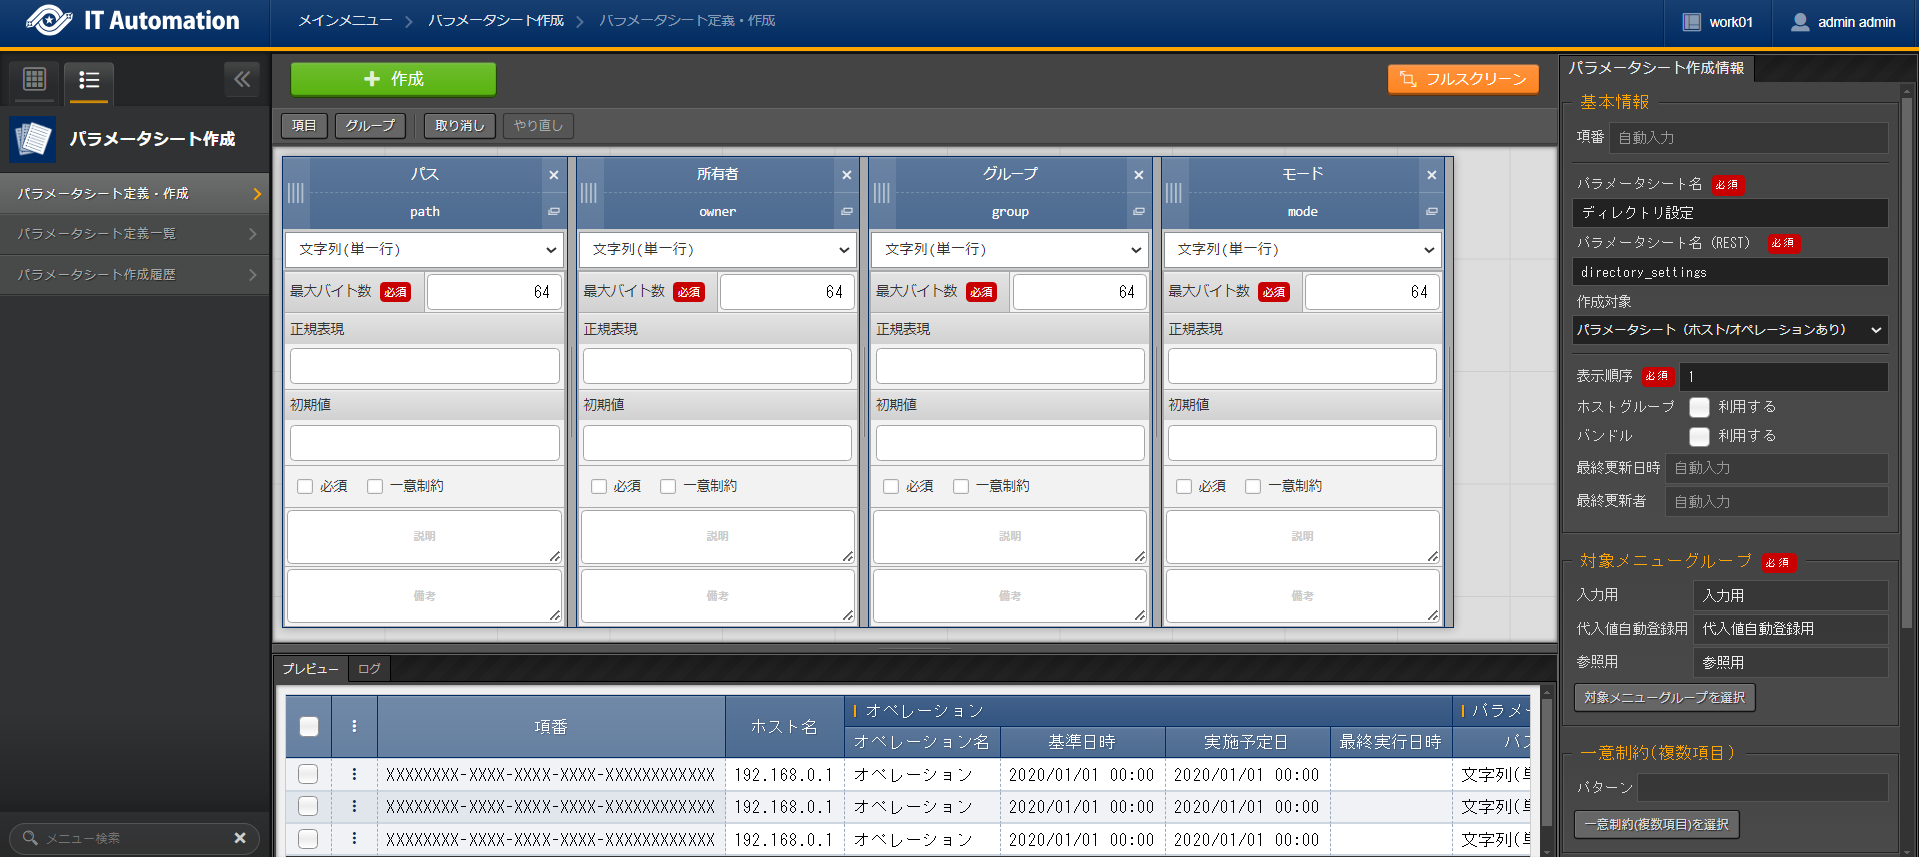 IT Automation
メインメニュー
パラメータシート作成
パラメータシート定義・作成
work01
admin admin
パラメータシート作成
パラメータシート定義・作成
パラメータシート定義一覧
パラメータシート作成履歴
メニュー検索
作成
フルスクリーン
項目 グループ 取り消し やり直し
パス 所有者 グループ モード
path owner group mode
文字列(単一行) 文字列(単一行) 文字列(単一行) 文字列(単一行)
最大バイト数 必須 64 最大バイト数 必須 64 最大バイト数 必須 64 最大バイト数 必須 64
正規表現 正規表現 正規表現 正規表現
初期値 初期値 初期値 初期値
必須 一意制約 必須 一意制約 必須 一意制約 必須 一意制約
説明 説明 説明 説明
備考 備考 備考 備考
プレビュー ログ
項番 ホスト名 オペレーション パラメー
オペレーション名 基準日時 実施予定日 最終実行日時 パス
XXXXXXXX-XXXX-XXXX-XXXX-XXXXXXXXXXXX 192.168.0.1 オペレーション 2020/01/01 00:00 2020/01/01 00:00 文字列(単
XXXXXXXX-XXXX-XXXX-XXXX-XXXXXXXXXXXX 192.168.0.1 オペレーション 2020/01/01 00:00 2020/01/01 00:00 文字列(単
XXXXXXXX-XXXX-XXXX-XXXX-XXXXXXXXXXXX 192.168.0.1 オペレーション 2020/01/01 00:00 2020/01/01 00:00 文字列(単
パラメータシート作成情報
基本情報
項番 自動入力
パラメータシート名 必須
ディレクトリ設定
パラメータシート名 (REST) 必須
directory_settings
作成対象
パラメータシート（ホスト/オペレーションあり）
表示順序 必須 1
ホストグループ 利用する
バンドル 利用する
最終更新日時 自動入力
最終更新者 自動入力
対象メニューグループ 必須
入力用 入力用
代入値自動登録用 代入値自動登録用
参照用 参照用
対象メニューグループを選択
一意制約(複数項目)
パターン
一意制約(複数項目)を選択